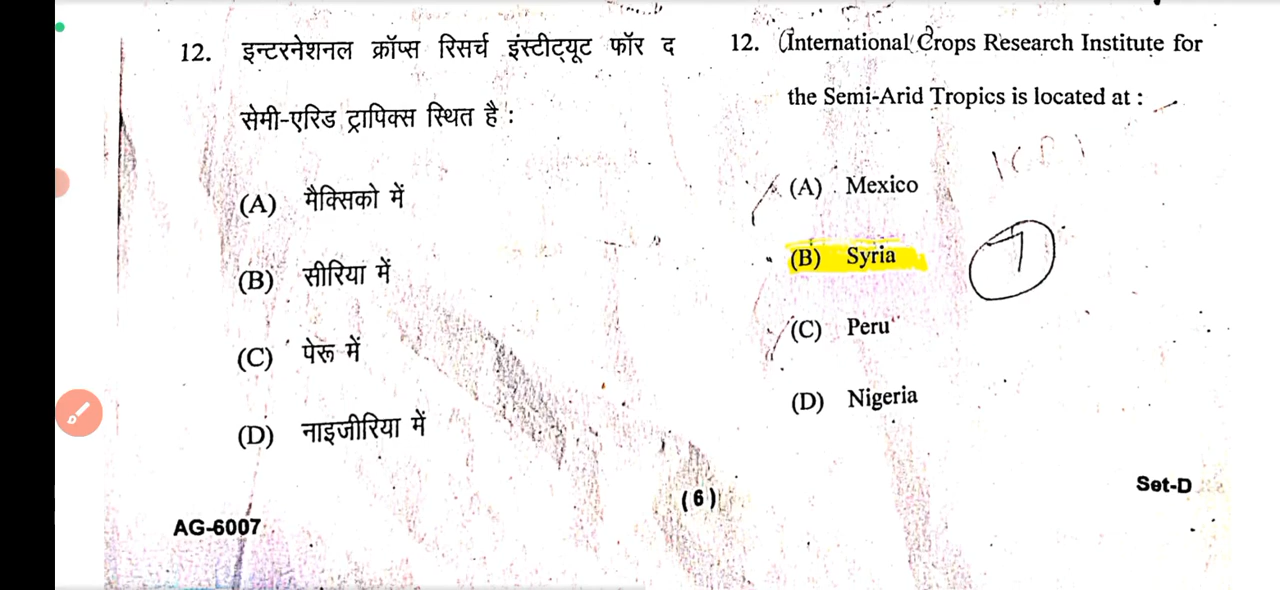 12. इन्टरनेशनल क्रॉप्स रिसर्च इंस्टीट्यूट फॉर द
सेमी-एरिड ट्रापिक्स स्थित है :
(A) मैक्सिको में
(B) सीरिया में
(C) पेरू में
(D) नाइजीरिया में
AG-6007
12. International Crops Research Institute for
the Semi-Arid Tropics is located at :
(A) Mexico
(B) Syria
(C) Peru
(D) Nigeria
(6)
Set-D